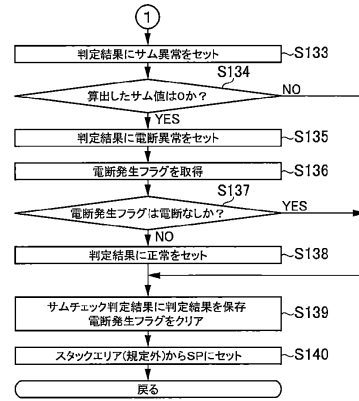 1
判定結果にサム異常をセット
S133
S134
算出したサム値は0か?
NO
YES
判定結果に電断異常をセット
S135
電断発生フラグを取得
S136
S137
電断発生フラグは電断なしか?
YES
NO
判定結果に正常をセット
S138
サムチェック判定結果に判定結果を保存
電断発生フラグをクリア
S139
スタックエリア(規定外)からSPにセット
S140
戻る